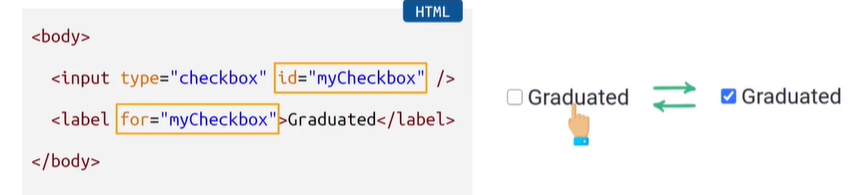 HTML
<body>
<input type="checkbox" id="myCheckbox" />
<label for="myCheckbox">Graduated</label>
</body>
Graduated
Graduated